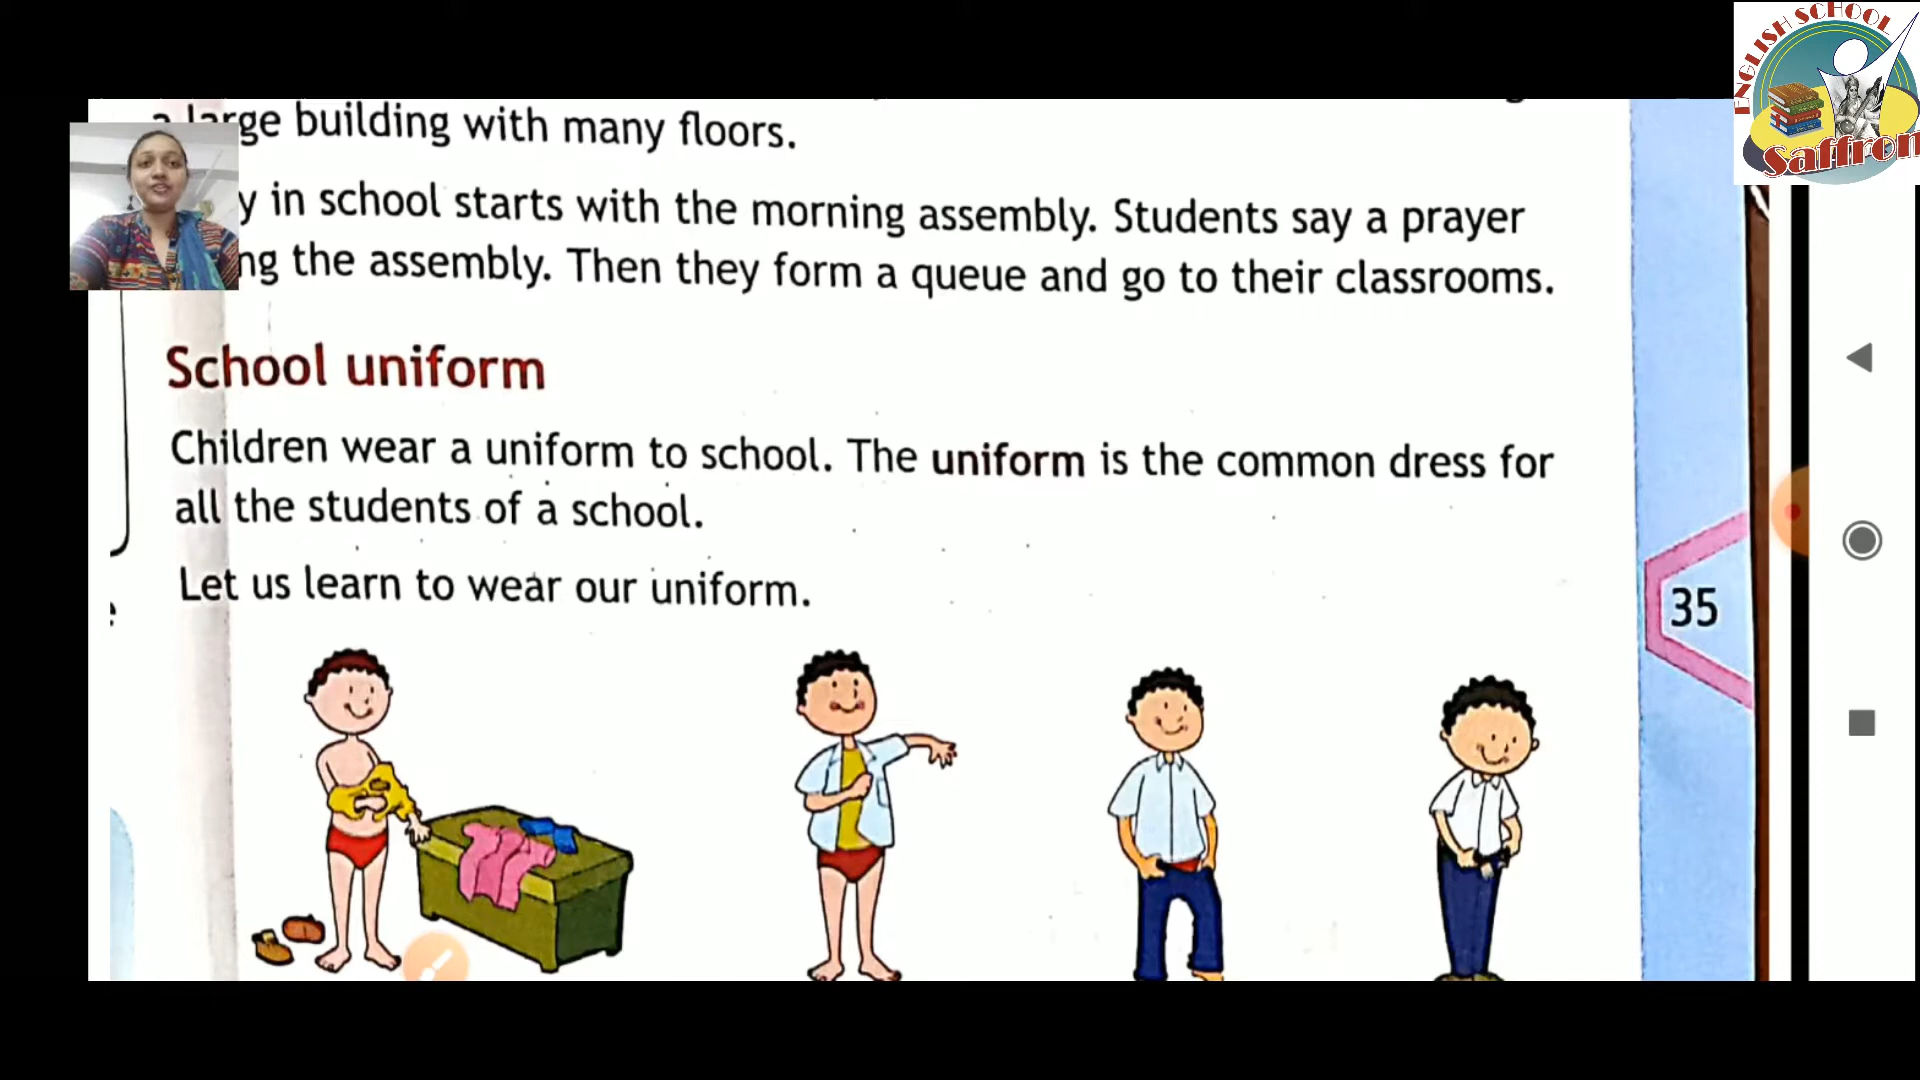 large building with many floors.
in school starts with the morning assembly. Students say a prayer
the assembly. Then they form a queue and go to their classrooms.
School uniform
Children wear a uniform to school. The uniform is the common dress for
all the students of a school.
Let us learn to wear our uniform.
35
ENGLISH SCHOOL
Saffron